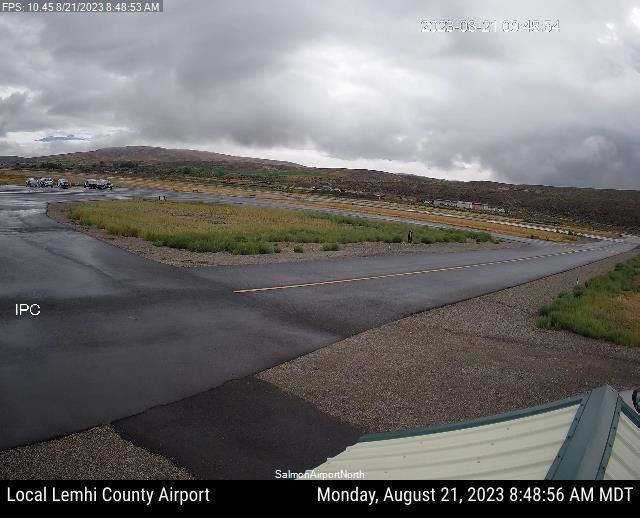 FPS: 10.45 8/21/2023 8:48:53 AM
2023-08-21 09:49:54
IPC
SalmonAirportNorth
Local Lemhi County Airport
Monday, August 21, 2023 8:48:56 AM MDT